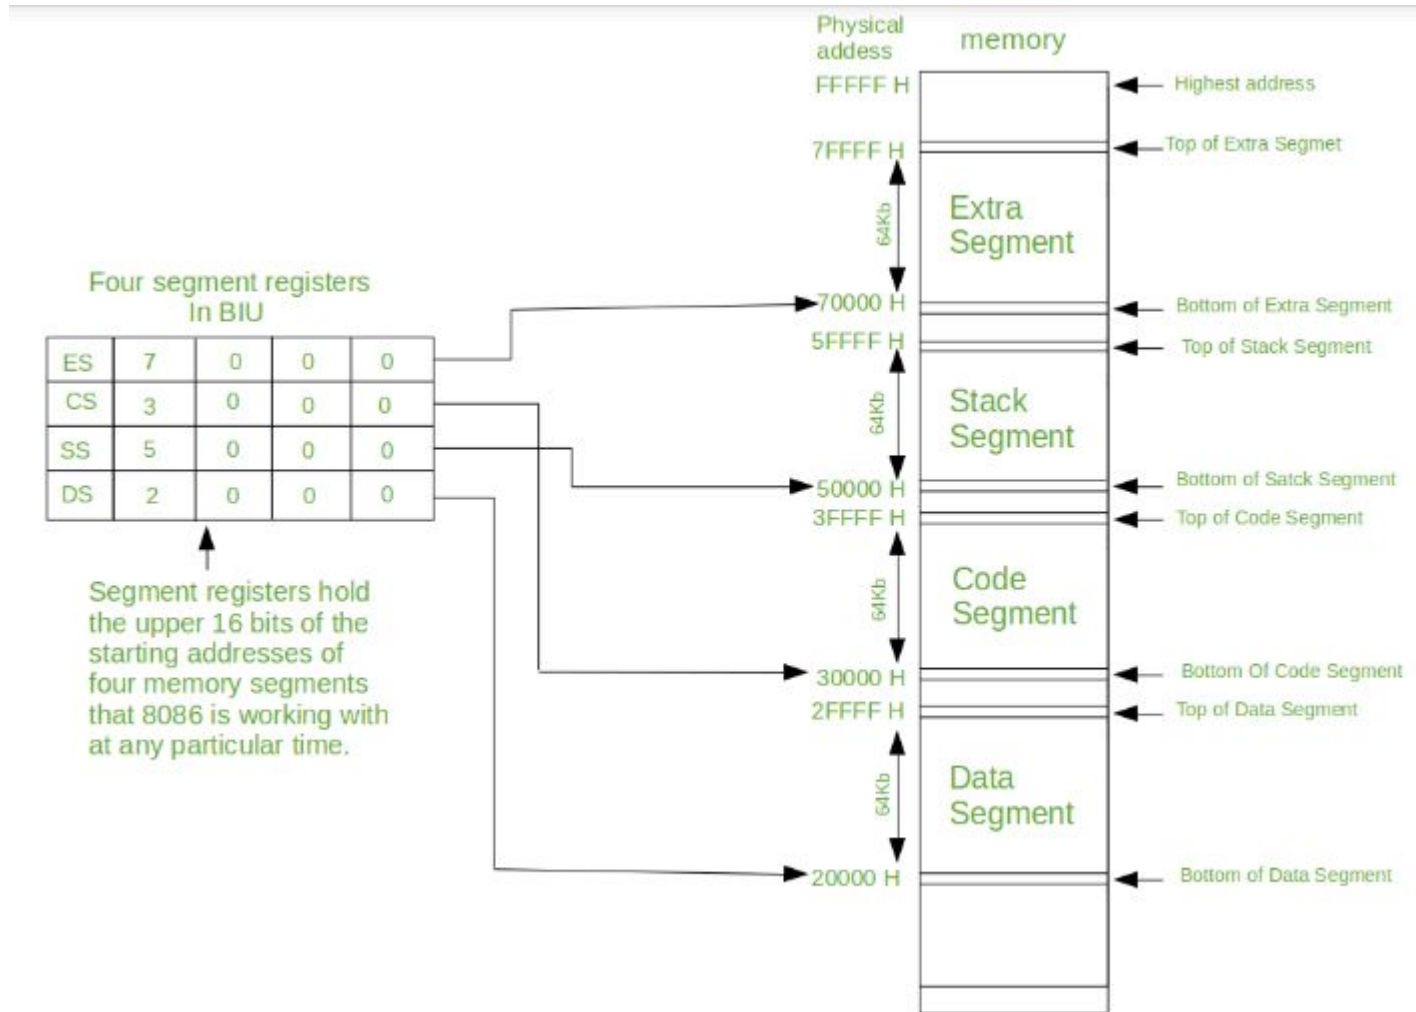 Physical
addess
memory
FFFFF H
Highest address
7FFFF H
Top of Extra Segmet
64Kb
Extra
Segment
Four segment registers
In BIU
70000 H
Bottom of Extra Segment
5FFFF H
Top of Stack Segment
ES 7 0 0 0
CS 3 0 0 0
SS 5 0 0 0
DS 2 0 0 0
64Kb
Stack
Segment
50000 H
Bottom of Satck Segment
3FFFF H
Top of Code Segment
Segment registers hold
the upper 16 bits of the
starting addresses of
four memory segments
that 8086 is working with
at any particular time.
64Kb
Code
Segment
30000 H
Bottom Of Code Segment
2FFFF H
Top of Data Segment
64Kb
Data
Segment
20000 H
Bottom of Data Segment